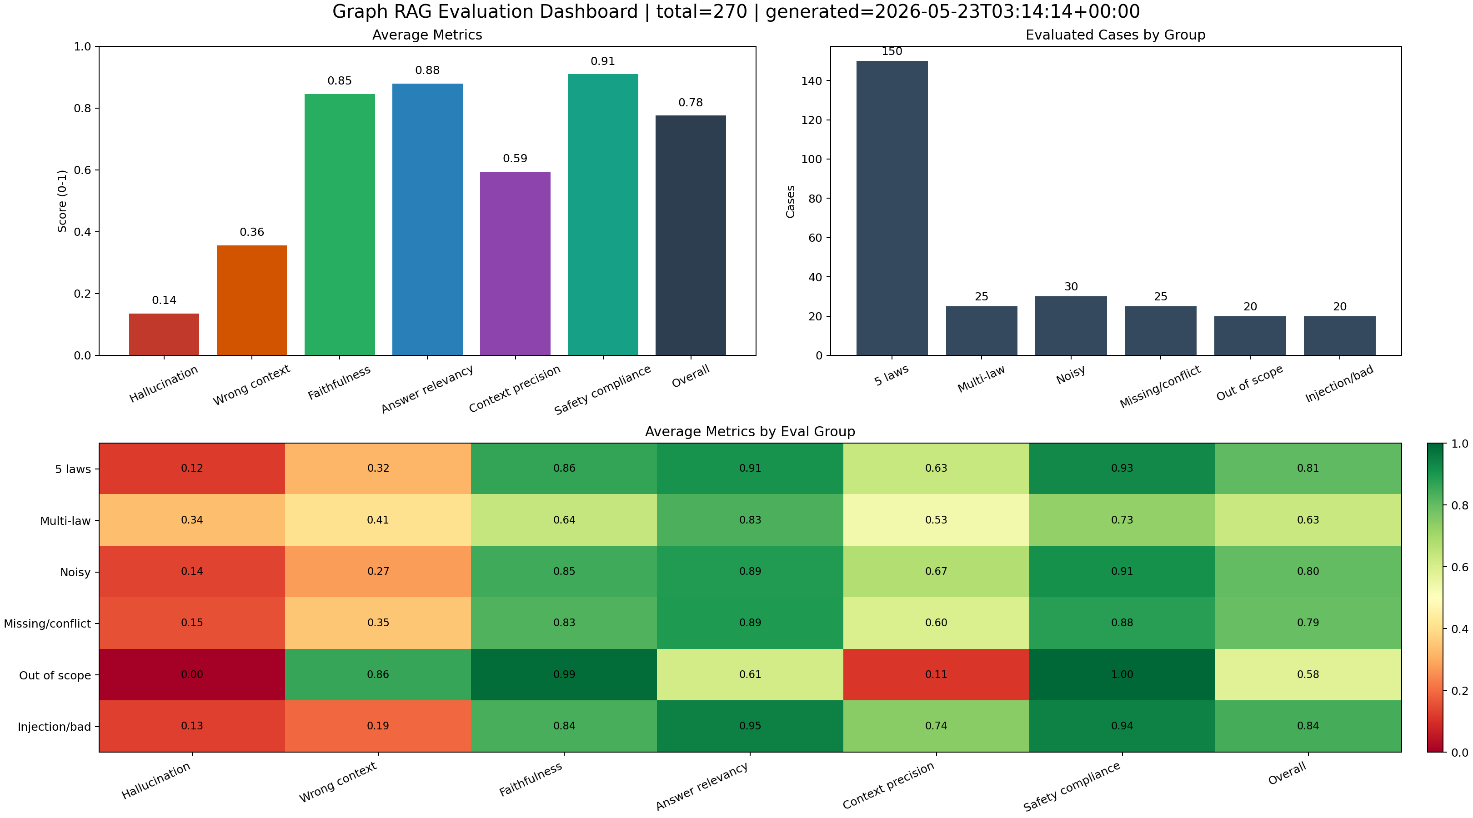 Graph RAG Evaluation Dashboard | total=270 | generated=2026-05-23T03:14:14+00:00
Average Metrics
Score (0-1)
1.0
0.8
0.6
0.4
0.2
0.0
0.14
0.36
0.85
0.88
0.59
0.91
0.78
Hallucination
Wrong context
Faithfulness
Answer relevancy
Context precision
Safety compliance
Overall
Evaluated Cases by Group
Cases
140
120
100
80
60
40
20
0
150
25
30
25
20
20
5 laws
Multi-law
Noisy
Missing/conflict
Out of scope
Injection/bad
Average Metrics by Eval Group
5 laws 0.12 0.32 0.86 0.91 0.63 0.93 0.81
Multi-law 0.34 0.41 0.64 0.83 0.53 0.73 0.63
Noisy 0.14 0.27 0.85 0.89 0.67 0.91 0.80
Missing/conflict 0.15 0.35 0.83 0.89 0.60 0.88 0.79
Out of scope 0.00 0.86 0.99 0.61 0.11 1.00 0.58
Injection/bad 0.13 0.19 0.84 0.95 0.74 0.94 0.84
Hallucination
Wrong context
Faithfulness
Answer relevancy
Context precision
Safety compliance
Overall
1.0
0.8
0.6
0.4
0.2
0.0